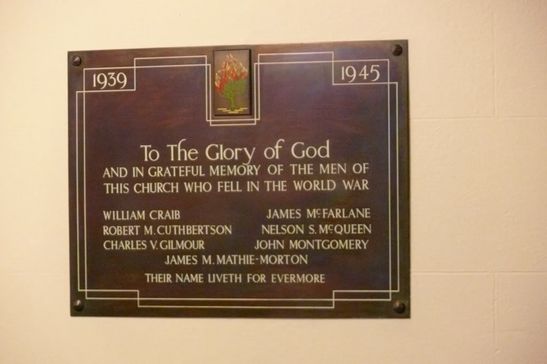 1939 1945
To The Glory of God
AND IN GRATEFUL MEMORY OF THE MEN OF
THIS CHURCH WHO FELL IN THE WORLD WAR
WILLIAM CRAIB JAMES McFARLANE
ROBERT M. CUTHBERTSON NELSON S. McQUEEN
CHARLES V. GILMOUR JOHN MONTGOMERY
JAMES M. MATHIE-MORTON
THEIR NAME LIVETH FOR EVERMORE